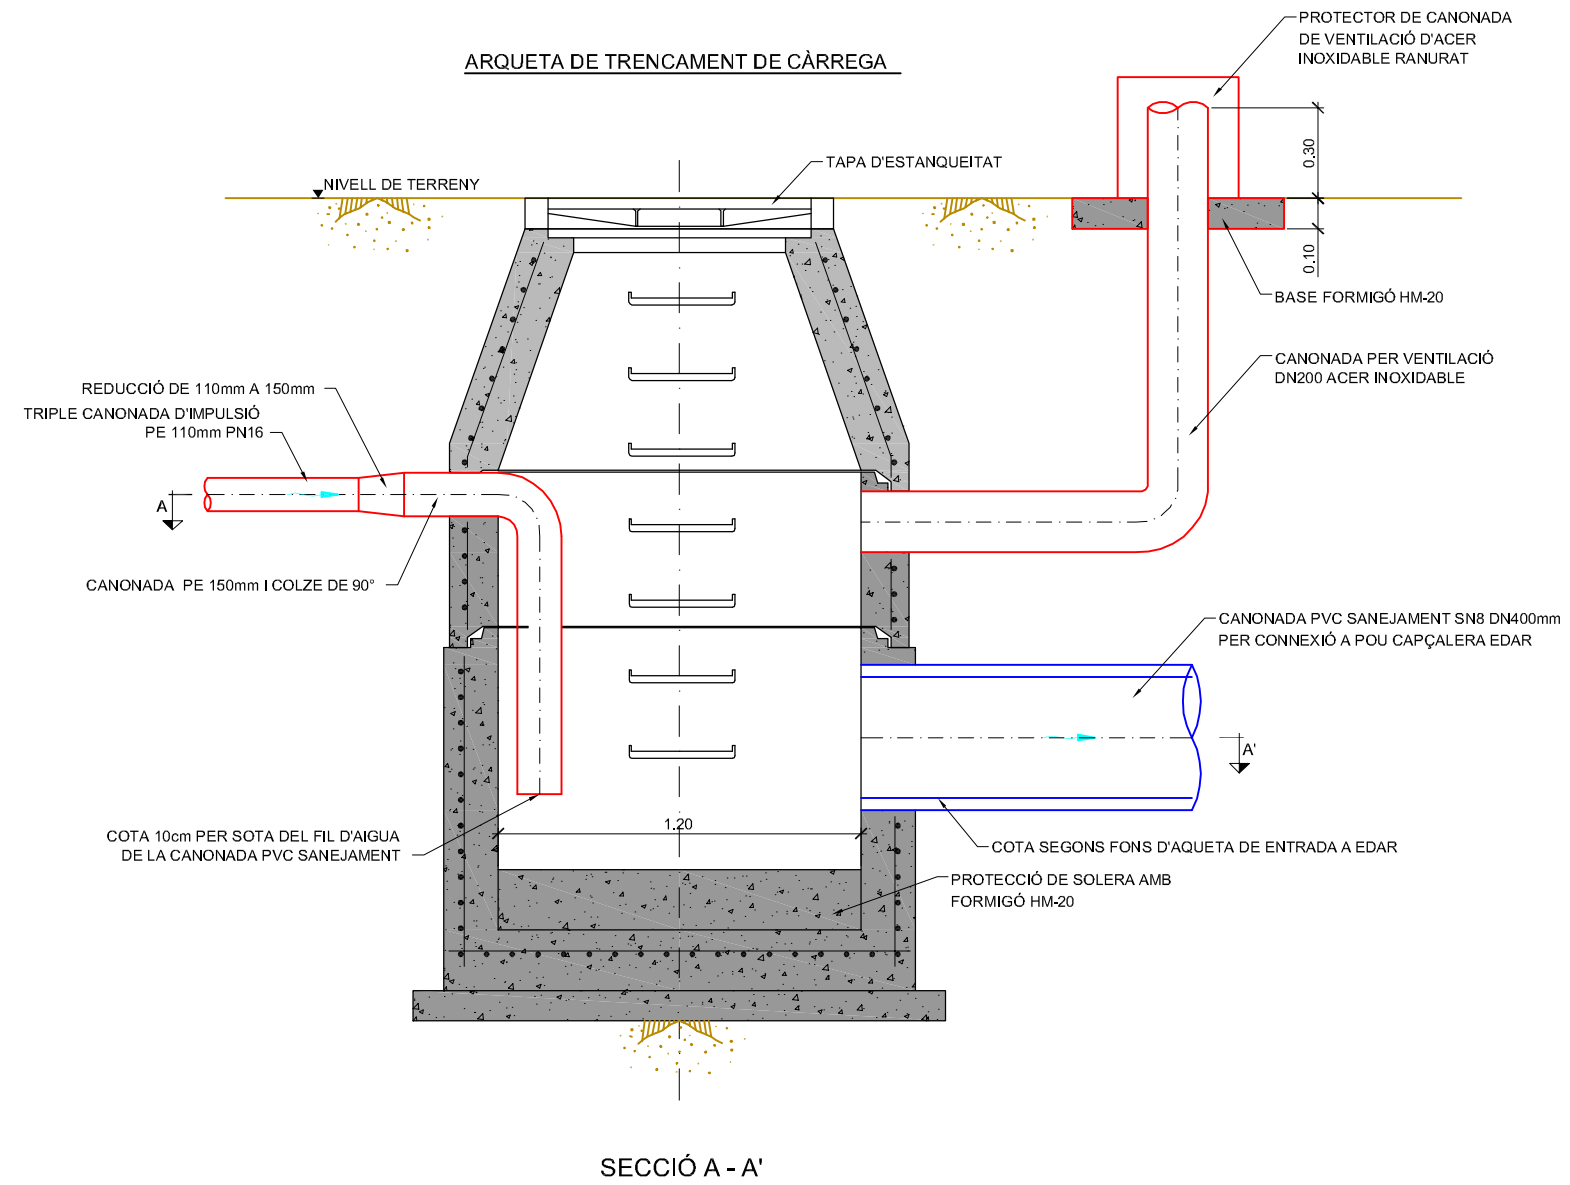 PROTECTOR DE CANONADA
DE VENTILACIÓ D'ACER
INOXIDABLE RANURAT
ARQUETA DE TRENCAMENT DE CÀRREGA
0.30
TAPA D'ESTANQUEITAT
NIVELL DE TERRENY
0.10
BASE FORMIGÓ HM-20
CANONADA PER VENTILACIÓ
DN200 ACER INOXIDABLE
REDUCCIÓ DE 110mm A 150mm
TRIPLE CANONADA D'IMPULSIÓ
PE 110mm PN16
A
CANONADA PE 150mm I COLZE DE 90°
CANONADA PVC SANEJAMENT SN8 DN400mm
PER CONNEXIÓ A POU CAPÇALERA EDAR
A'
1.20
COTA 10cm PER SOTA DEL FIL D'AIGUA
DE LA CANONADA PVC SANEJAMENT
COTA SEGONS FONS D'AQUETA DE ENTRADA A EDAR
PROTECCIÓ DE SOLERA AMB
FORMIGÓ HM-20
SECCIÓ A - A'